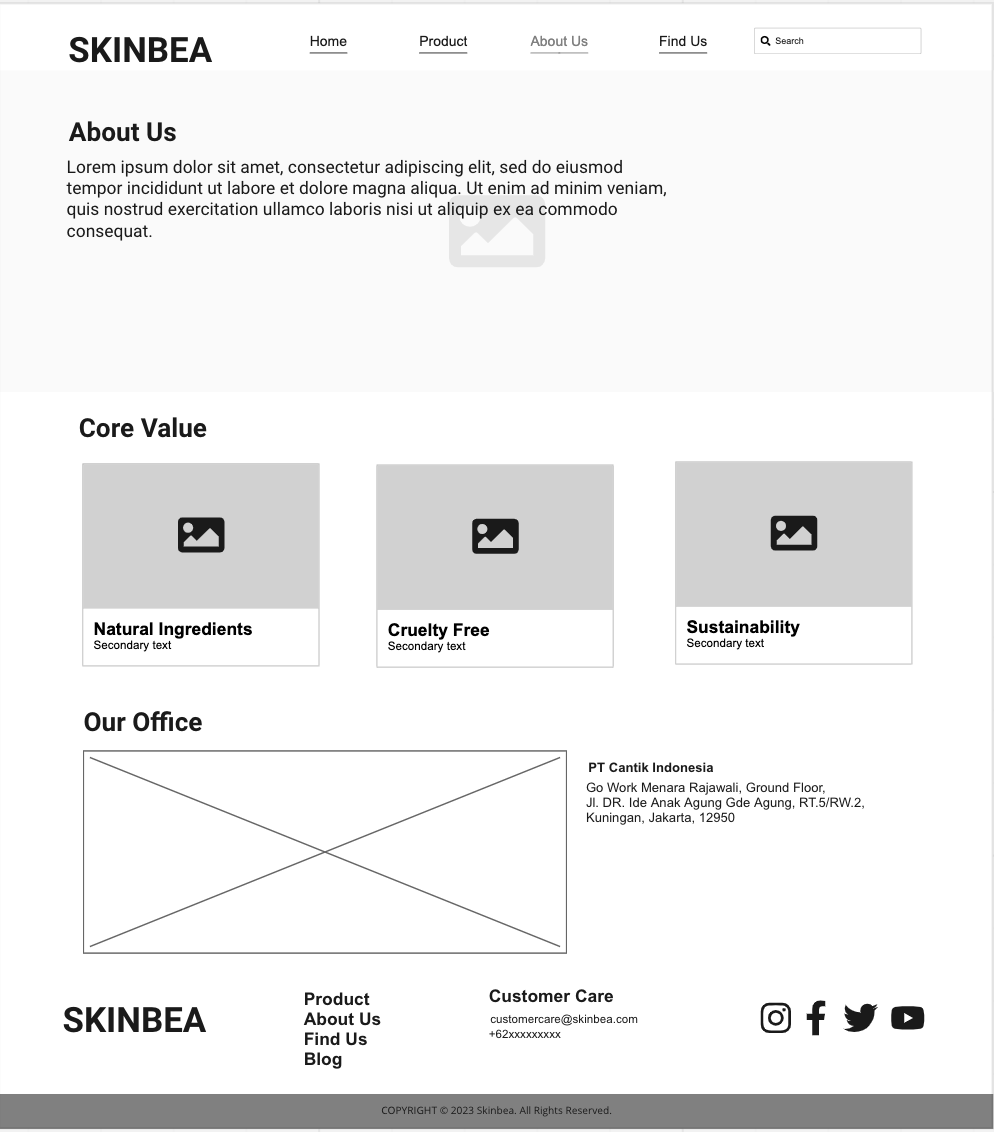 SKINBEA
Home
Product
About Us
Find Us
Search
About Us
Lorem ipsum dolor sit amet, consectetur adipiscing elit, sed do eiusmod
tempor incididunt ut labore et dolore magna aliqua. Ut enim ad minim veniam,
quis nostrud exercitation ullamco laboris nisi ut aliquip ex ea commodo
consequat.
Core Value
Natural Ingredients
Secondary text
Cruelty Free
Secondary text
Sustainability
Secondary text
Our Office
PT Cantik Indonesia
Go Work Menara Rajawali, Ground Floor,
Jl. DR. Ide Anak Agung Gde Agung, RT.5/RW.2,
Kuningan, Jakarta, 12950
SKINBEA
Product
About Us
Find Us
Blog
Customer Care
customercare@skinbea.com
+62xxxxxxxxx
COPYRIGHT © 2023 Skinbea. All Rights Reserved.